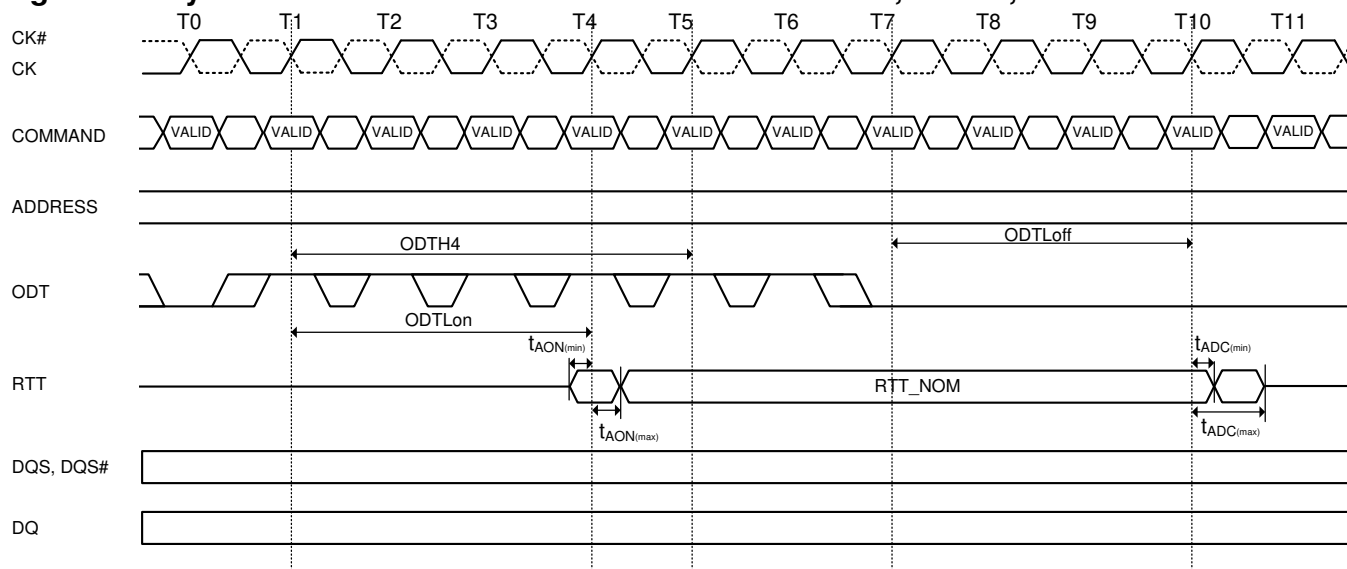 T0 T1 T2 T3 T4 T5 T6 T7 T8 T9 T10 T11
CK#
CK
COMMAND VALID VALID VALID VALID VALID VALID VALID VALID VALID VALID VALID VALID
ADDRESS
ODTLoff
ODTH4
ODT
ODTLon
tAON(min) tADC(min)
RTT RTT_NOM
tAON(max) tADC(max)
DQS, DQS#
DQ